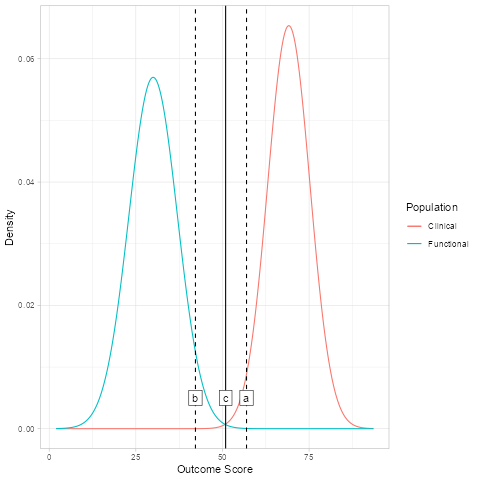 0.06
0.04
0.02
0.00
Density
b
c
a
0
25
50
75
Outcome Score
Population
Clinical
Functional